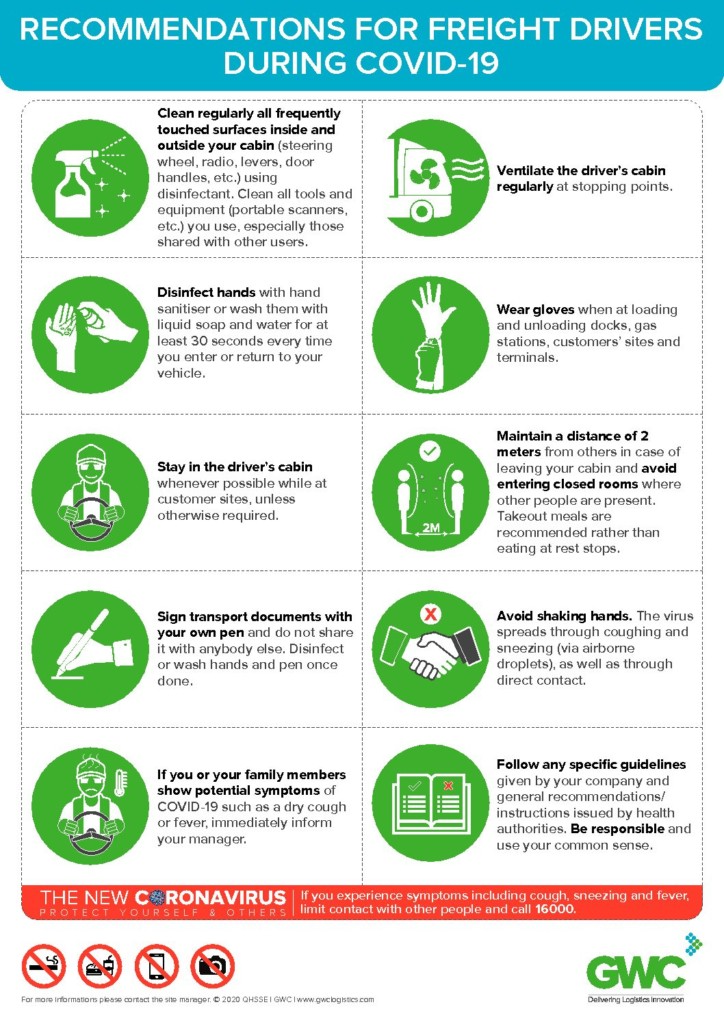 RECOMMENDATIONS FOR FREIGHT DRIVERS
DURING COVID-19
Clean regularly all frequently
touched surfaces inside and
outside your cabin (steering
wheel, radio, levers, door
handles, etc.) using
disinfectant. Clean all tools and
equipment (portable scanners,
etc.) you use, especially those
shared with other users.
Ventilate the driver's cabin
regularly at stopping points.
Disinfect hands with hand
sanitiser or wash them with
liquid soap and water for at
least 30 seconds every time
you enter or return to your
vehicle.
Wear gloves when at loading
and unloading docks, gas
stations, customers' sites and
terminals.
Stay in the driver's cabin
whenever possible while at
customer sites, unless
otherwise required.
2M
Maintain a distance of 2
meters from others in case of
leaving your cabin and avoid
entering closed rooms where
other people are present.
Takeout meals are
recommended rather than
eating at rest stops.
Sign transport documents with
your own pen and do not share
it with anybody else. Disinfect
or wash hands and pen once
done.
Avoid shaking hands. The virus
spreads through coughing and
sneezing (via airborne
droplets), as well as through
direct contact.
If you or your family members
show potential symptoms of
COVID-19 such as a dry cough
or fever, immediately inform
your manager.
Follow any specific guidelines
given by your company and
general recommendations/
instructions issued by health
authorities. Be responsible and
use your common sense.
THE NEW CORONAVIRUS
PROTECT YOURSELF & OTHERS
If you experience symptoms including cough, sneezing and fever,
limit contact with other people and call 16000.
GWC
Delivering Logistics Innovation
For more informations please contact the site manager. © 2020 QHSSE I GWC I www.gwclogistics.com